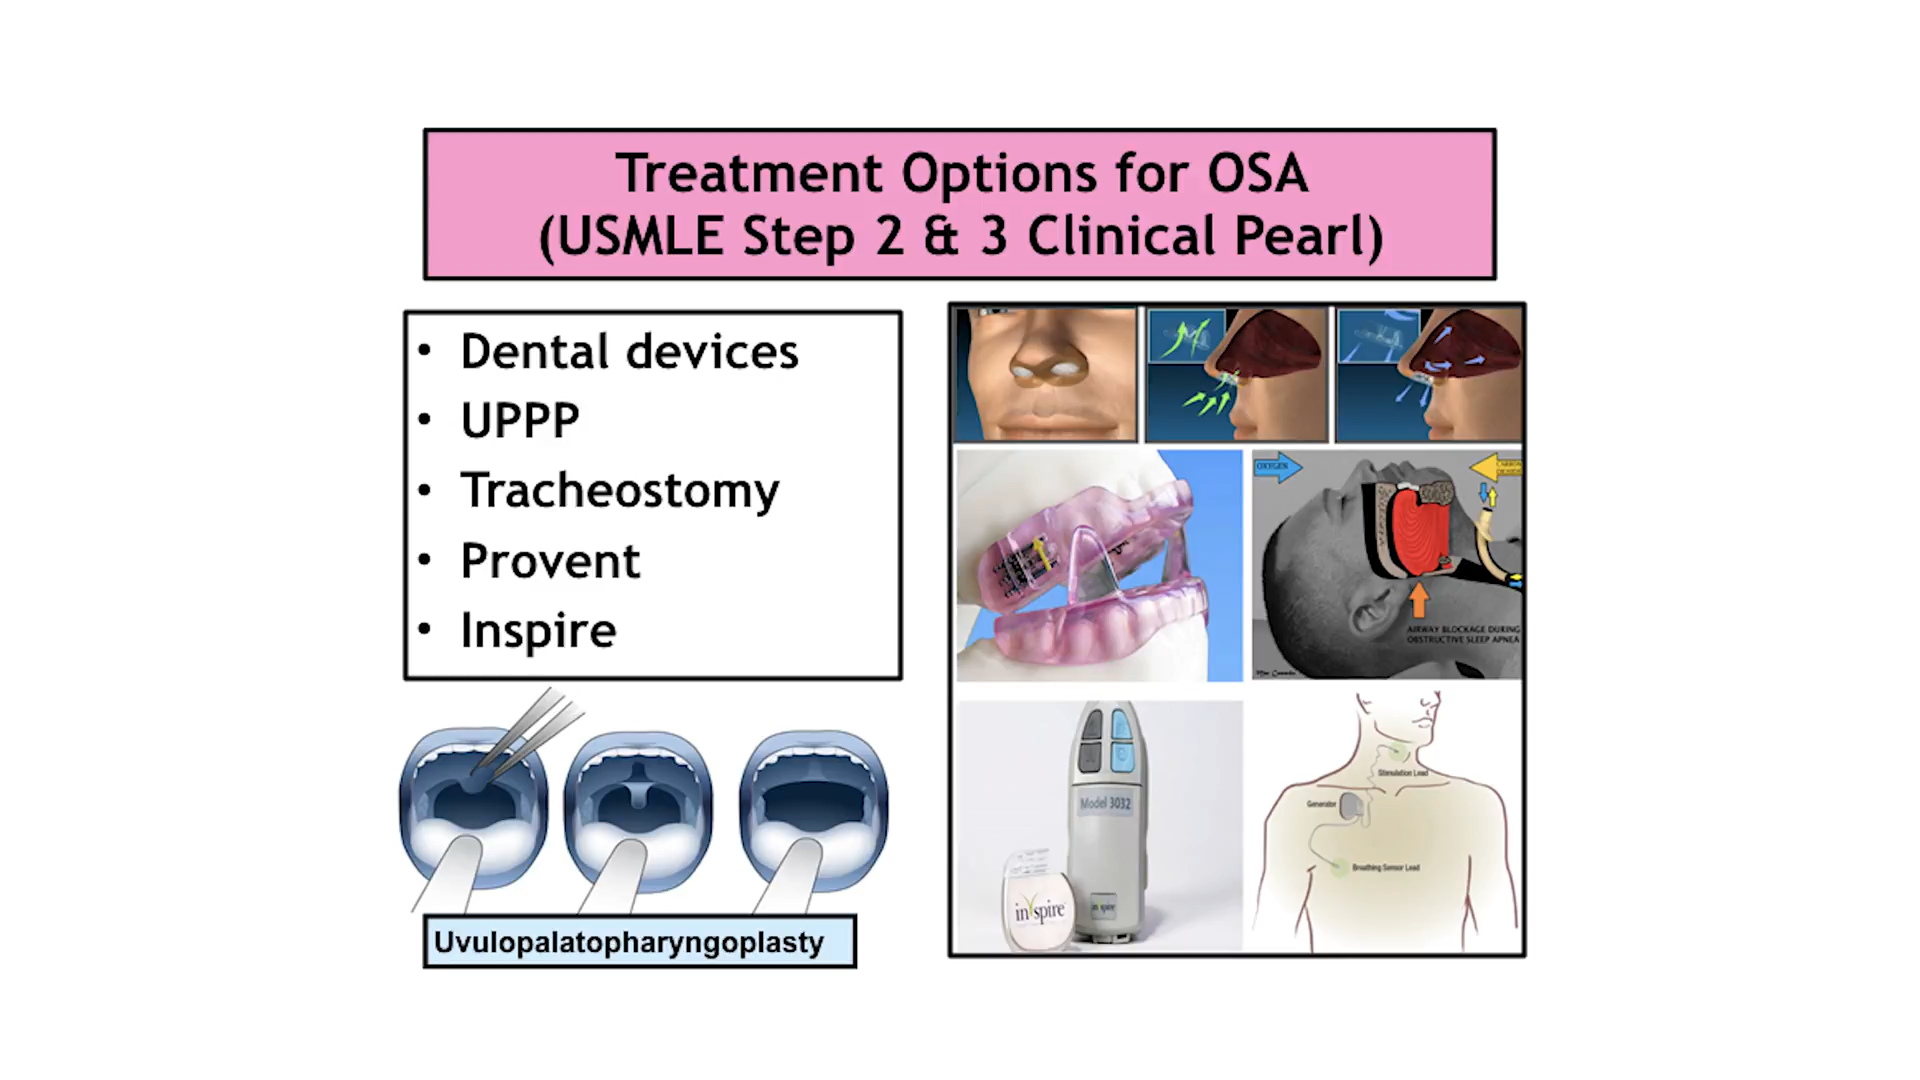 Treatment Options for OSA
(USMLE Step 2 & 3 Clinical Pearl)
• Dental devices
• UPPP
• Tracheostomy
• Provent
• Inspire
Uvulopalatopharyngoplasty
OXYGEN
AIRWAY BLOCKAGE DURING
OBSTRUCTIVE SLEEP APNEA
Model 3032
inspire
inspire
Stimulation Lead
Generator
Breathing Sensor Lead